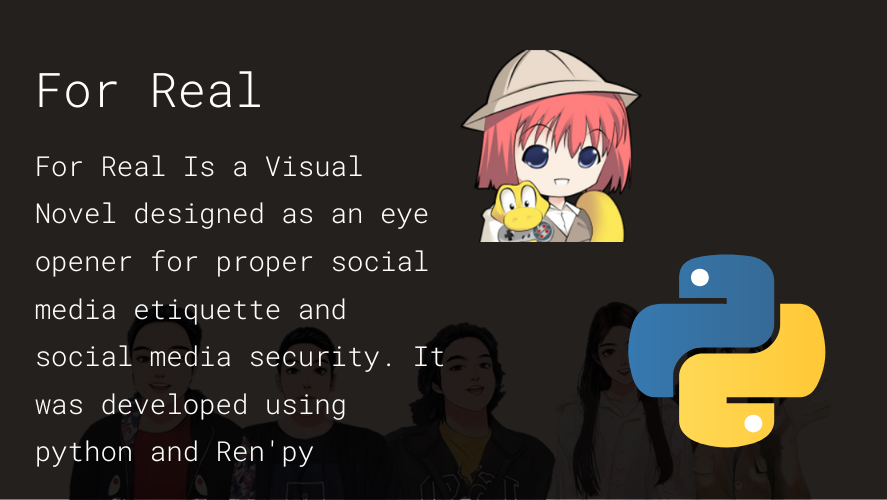 For Real
For Real Is a Visual
Novel designed as an eye
opener for proper social
media etiquette and
social media security. It
was developed using
python and Ren'py